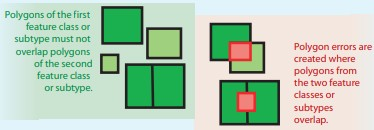 Polygons of the first
feature class or
subtype must not
overlap polygons
of the second
feature class
or subtype.
Polygon errors are
created where
polygons from
the two feature
classes or
subtypes
overlap.